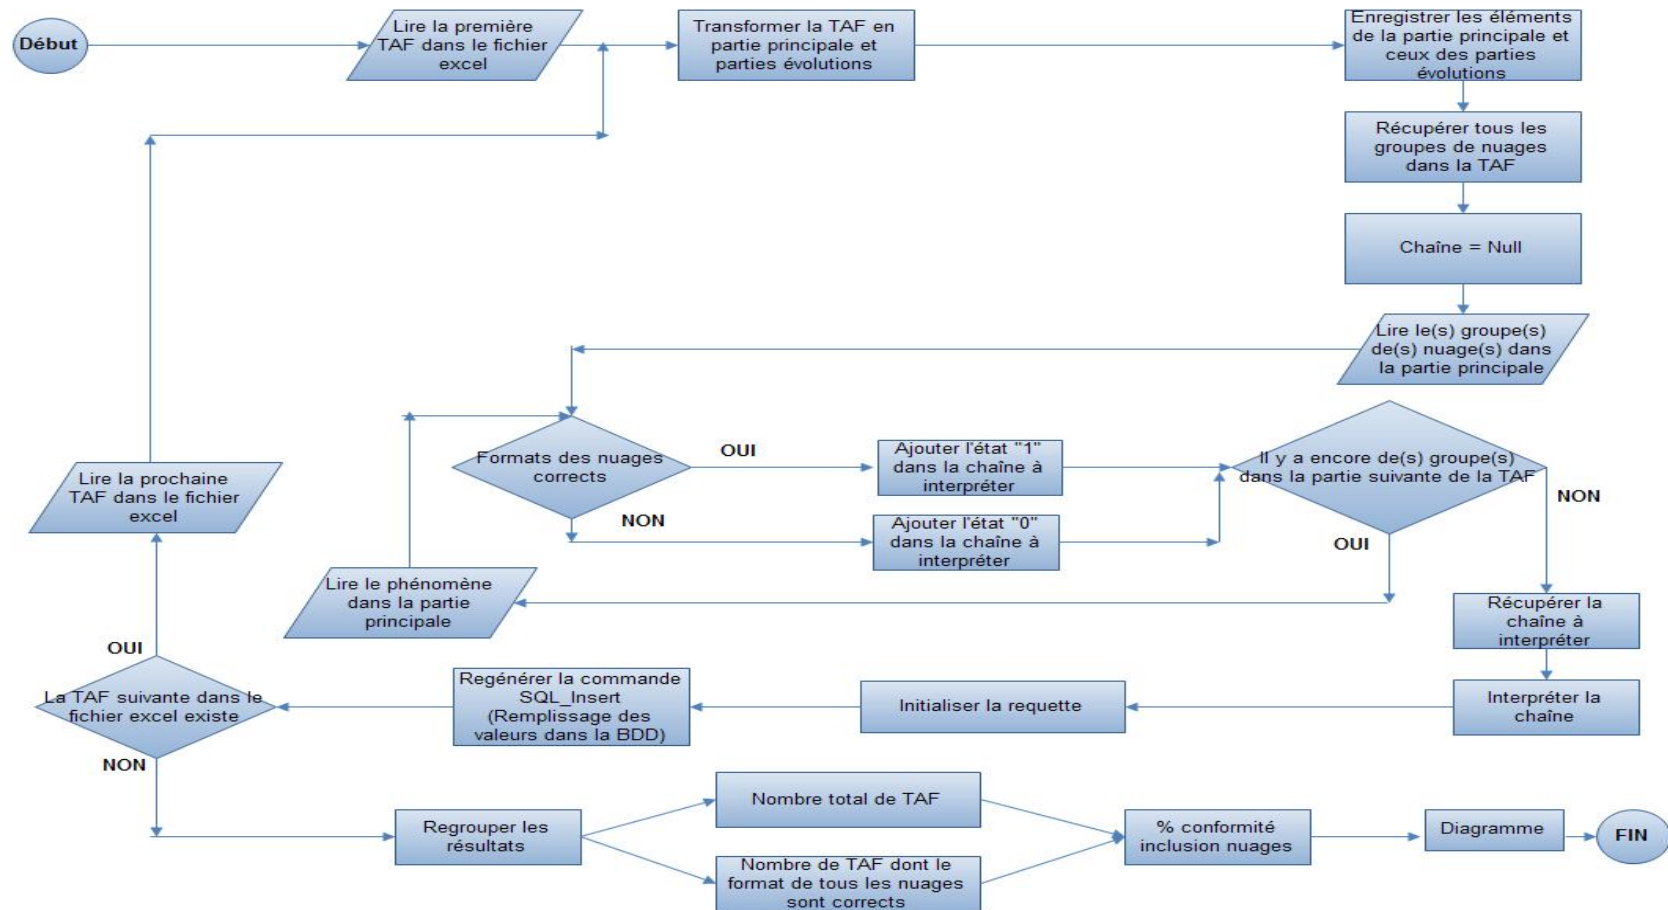 Début
Lire la première
TAF dans le fichier
excel
Transformer la TAF en
partie principale et
parties évolutions
Enregistrer les éléments
de la partie principale et
ceux des parties
évolutions
Récupérer tous les
groupes de nuages
dans la TAF
Chaîne = Null
Lire le(s) groupe(s)
de(s) nuage(s) dans
la partie principale
Formats des nuages
corrects
OUI
Ajouter l'état "1"
dans la chaîne à
interpréter
NON
Ajouter l'état "0"
dans la chaîne à
interpréter
Il y a encore de(s) groupe(s)
dans la partie suivante de la TAF
NON
OUI
Lire le phénomène
dans la partie
principale
Récupérer la
chaîne à
interpréter
Interpréter la
chaîne
Initialiser la requette
Regénérer la commande
SQL_Insert
(Remplissage des
valeurs dans la BDD)
La TAF suivante dans le
fichier excel existe
OUI
Lire la prochaine
TAF dans le fichier
excel
NON
Regrouper les
résultats
Nombre total de TAF
Nombre de TAF dont le
format de tous les nuages
sont corrects
% conformité
inclusion nuages
Diagramme
FIN